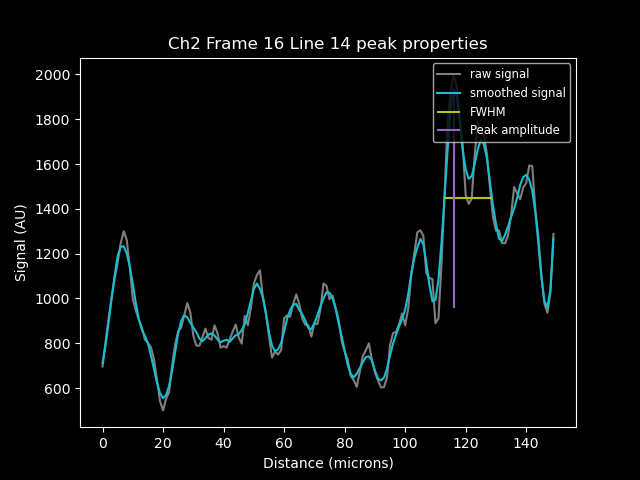 Ch2 Frame 16 Line 14 peak properties
raw signal
smoothed signal
FWHM
Peak amplitude
Signal (AU)
2000
1800
1600
1400
1200
1000
800
600
0 20 40 60 80 100 120 140
Distance (microns)